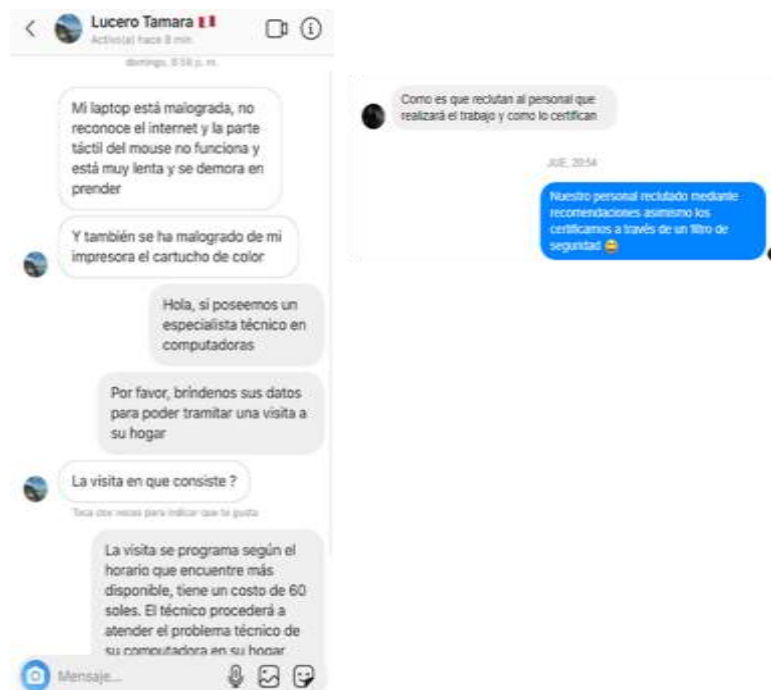 Lucero Tamara 🇵🇪
Activo(a) hace 8 min
domingo, 8:58 p. m.
Mi laptop está malograda, no
reconoce el internet y la parte
táctil del mouse no funciona y
está muy lenta y se demora en
prender
Y también se ha malogrado de mi
impresora el cartucho de color
Hola, si poseemos un
especialista técnico en
computadoras
Por favor, bríndenos sus datos
para poder tramitar una visita a
su hogar
La visita en que consiste ?
Toca dos veces para indicar que te gusta
La visita se programa según el
horario que encuentre más
disponible, tiene un costo de 60
soles. El técnico procederá a
atender el problema técnico de
su computadora en su hogar
Mensaje...
Como es que reclutan al personal que
realizará el trabajo y como lo certifican
JUE, 20:54
Nuestro personal reclutado mediante
recomendaciones asimismo los
certificamos a través de un filtro de
seguridad 😄